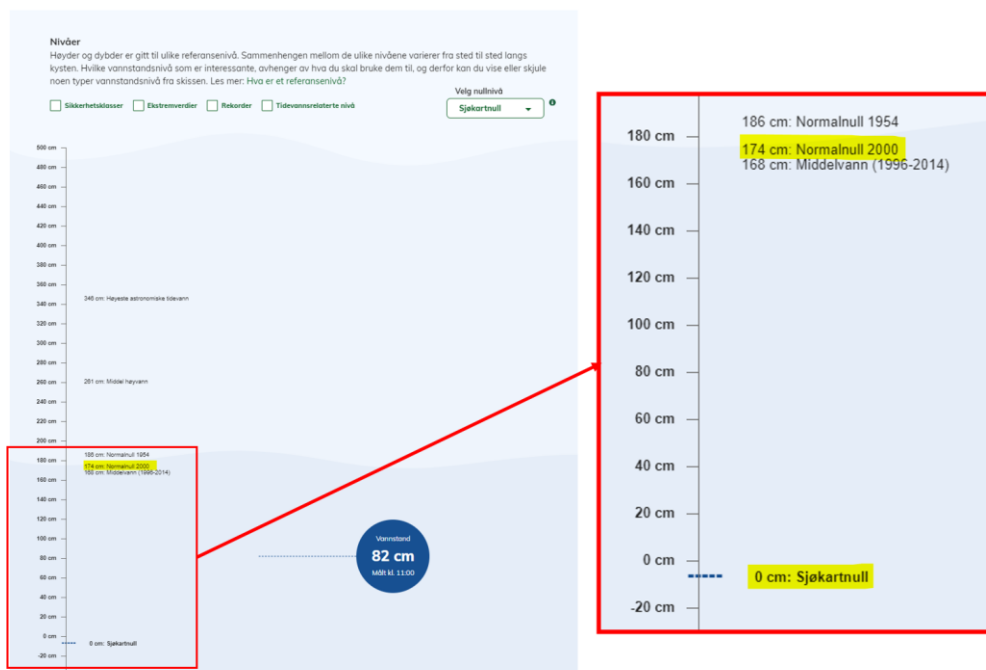 Nivåer
Høyder og dybder er gitt til ulike referansenivå. Sammenhengen mellom de ulike nivåene varierer fra sted til sted langs
kysten. Hvilke vannstandsnivå som er interessante, avhenger av hva du skal bruke dem til, og derfor kan du vise eller skjule
noen typer vannstandsnivå fra skissen. Les mer: Hva er et referansenivå?
Velg nullnivå
Sikkerhetsklasser Ekstremverdier Rekorder Tidevannsrelaterte nivå
Sjøkartnull
500 cm
480 cm
460 cm
440 cm
420 cm
400 cm
380 cm
360 cm
346 cm: Høyeste astronomiske tidevann
340 cm
320 cm
300 cm
280 cm
260 cm
261 cm: Middel høyvann
240 cm
220 cm
200 cm
186 cm: Normalnull 1954
180 cm
174 cm: Normalnull 2000
168 cm: Middelvann (1996-2014)
160 cm
140 cm
120 cm
100 cm
80 cm
60 cm
40 cm
20 cm
0 cm
0 cm: Sjøkartnull
-20 cm
Vannstand
82 cm
Målt kl. 11:00
186 cm: Normalnull 1954
180 cm
174 cm: Normalnull 2000
168 cm: Middelvann (1996-2014)
160 cm
140 cm
120 cm
100 cm
80 cm
60 cm
40 cm
20 cm
0 cm
0 cm: Sjøkartnull
-20 cm